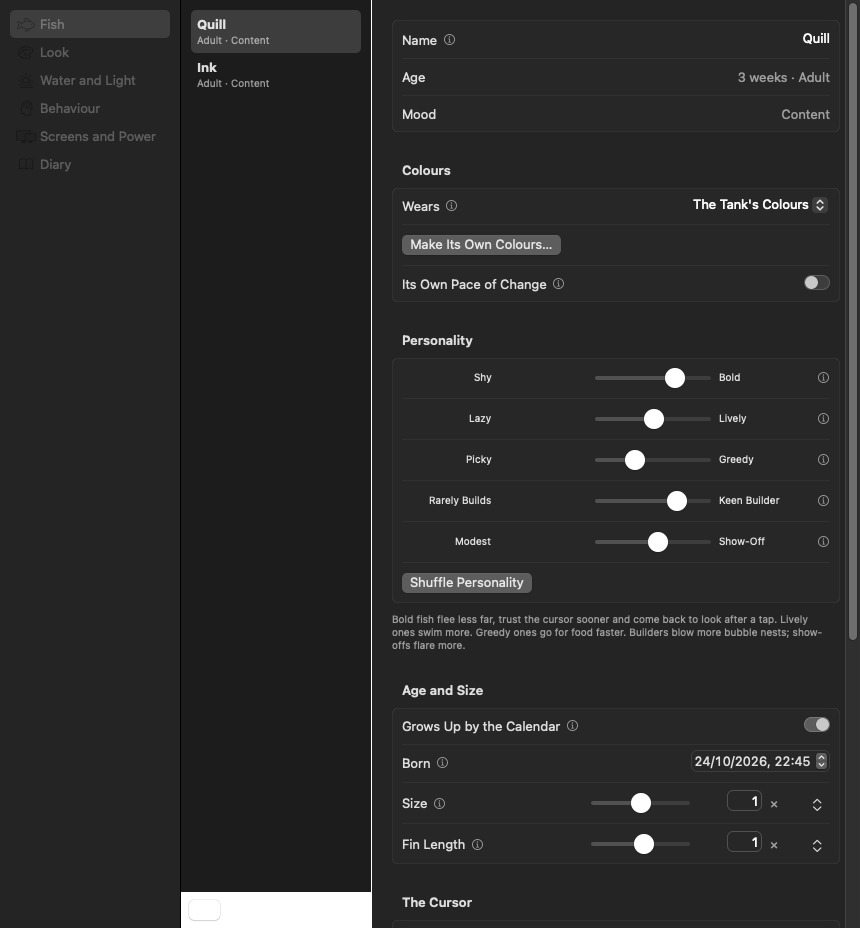 Fish
Look
Water and Light
Behaviour
Screens and Power
Diary
Quill
Adult · Content
Ink
Adult · Content
Name
Quill
Age
3 weeks · Adult
Mood
Content
Colours
Wears
The Tank's Colours
Make Its Own Colours...
Its Own Pace of Change
Personality
Shy
Bold
Lazy
Lively
Picky
Greedy
Rarely Builds
Keen Builder
Modest
Show-Off
Shuffle Personality
Bold fish flee less far, trust the cursor sooner and come back to look after a tap. Lively
ones swim more. Greedy ones go for food faster. Builders blow more bubble nests; show-
offs flare more.
Age and Size
Grows Up by the Calendar
Born
24/10/2026, 22:45
Size
1 ×
Fin Length
1 ×
The Cursor